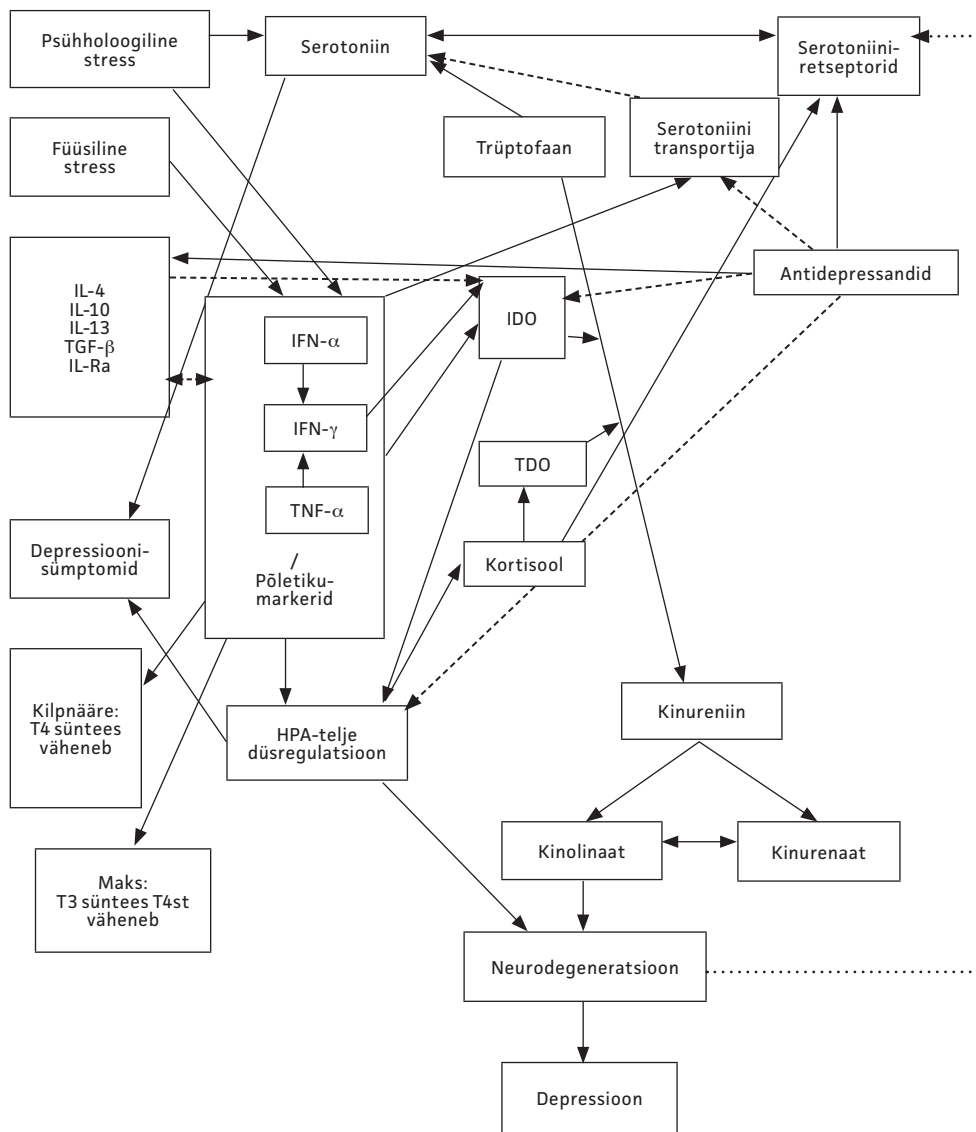 Psühholoogiline
stress
Serotoniin
Serotoniini-
retseptorid
Füüsiline
stress
Trüptofaan
Serotoniini
transportija
IL-4
IL-10
IL-13
TGF-β
IL-Ra
Antidepressandid
IDO
IFN-α
IFN-γ
TNF-α
/
Põletiku-
markerid
TDO
Kortisool
Depressiooni-
sümptomid
Kilpnääre:
T4 süntees
väheneb
HPA-telje
düsregulatsioon
Kinureniin
Maks:
T3 süntees T4st
väheneb
Kinolinaat
Kinurenaat
Neurodegeneratsioon
Depressioon